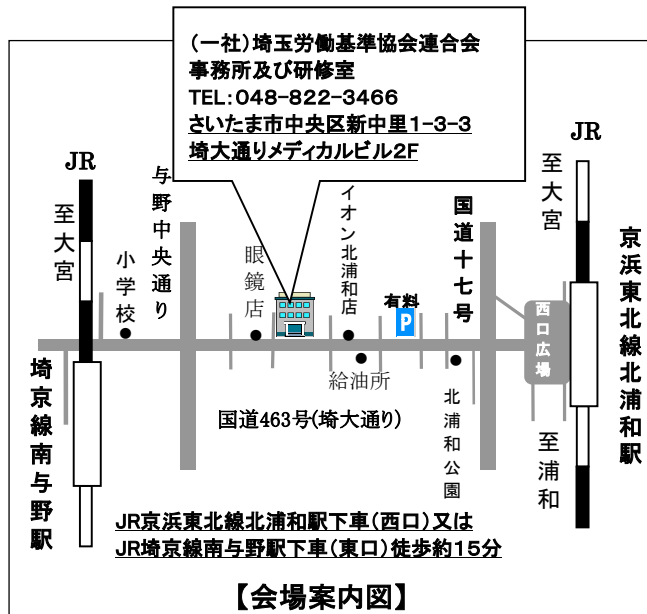 (一社)埼玉労働基準協会連合会
事務所及び研修室
TEL:048-822-3466
さいたま市中央区新中里1-3-3
埼大通りメディカルビル2F
JR
至大宮
小学校
与野中央通り
眼鏡店
イオン北浦和店
有料
P
国道十七号
JR
至大宮
京浜東北線北浦和駅
西口広場
給油所
北浦和公園
至浦和
埼京線南与野駅
国道463号(埼大通り)
JR京浜東北線北浦和駅下車(西口)又は
JR埼京線南与野駅下車(東口)徒歩約15分
【会場案内図】